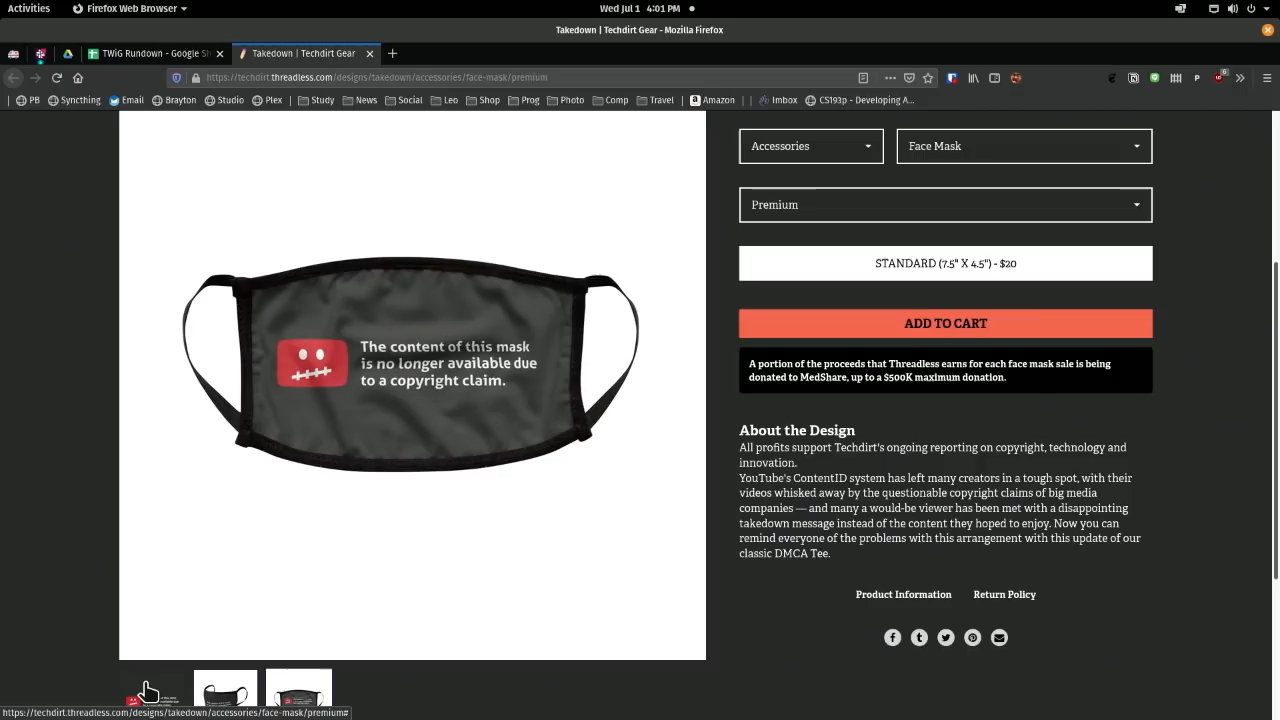 Activities
Firefox Web Browser
Wed Jul 1 4:01 PM
Takedown | Techdirt Gear - Mozilla Firefox
TWiG Rundown - Google Sh
Takedown | Techdirt Gear
https://techdirt.threadless.com/designs/takedown/accessories/face-mask/premium
P
6
PB
Syncthing
Email
Brayton
Studio
Plex
Study
News
Social
Leo
Shop
Prog
Photo
Comp
Travel
Amazon
Imbox
CS193p - Developing A...
Accessories
Face Mask
Premium
STANDARD (7.5" X 4.5") - $20
ADD TO CART
A portion of the proceeds that Threadless earns for each face mask sale is being
donated to MedShare, up to a $500K maximum donation.
The content of this mask
is no longer available due
to a copyright claim.
About the Design
All profits support Techdirt's ongoing reporting on copyright, technology and
innovation.
YouTube's ContentID system has left many creators in a tough spot, with their
videos whisked away by the questionable copyright claims of big media
companies — and many a would-be viewer has been met with a disappointing
takedown message instead of the content they hoped to enjoy. Now you can
remind everyone of the problems with this arrangement with this update of our
classic DMCA Tee.
Product Information
Return Policy
https://techdirt.threadless.com/designs/takedown/accessories/face-mask/premium#